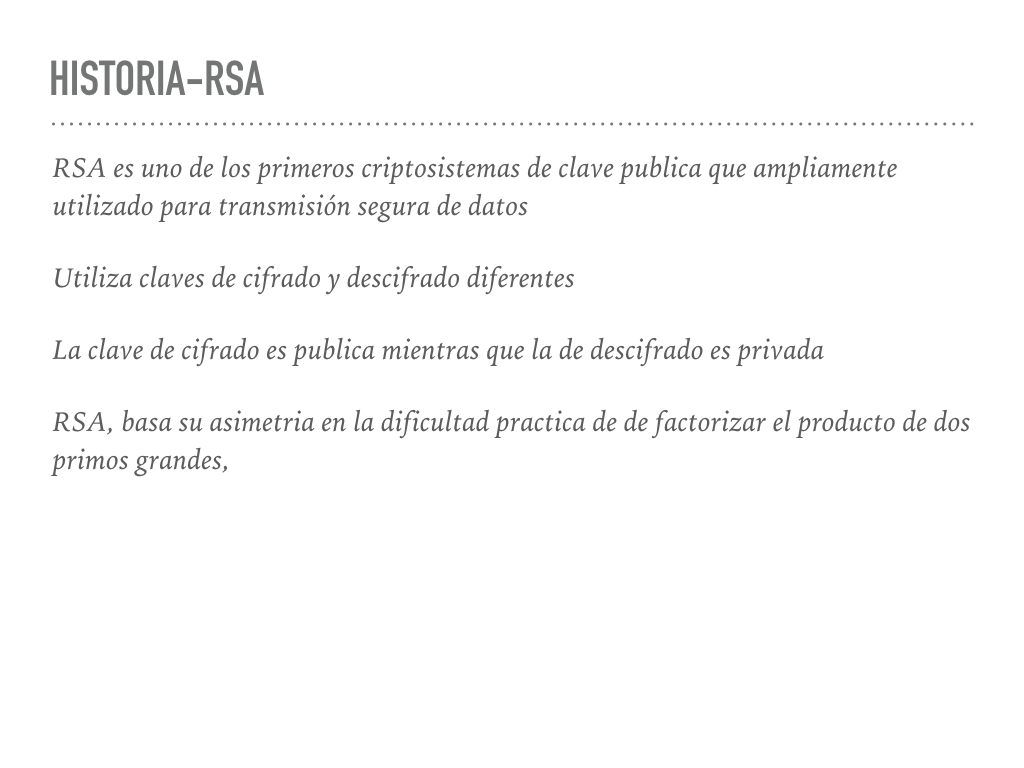 HISTORIA-RSA
RSA es uno de los primeros criptosistemas de clave publica que ampliamente
utilizado para transmisión segura de datos
Utiliza claves de cifrado y descifrado diferentes
La clave de cifrado es publica mientras que la de descifrado es privada
RSA, basa su asimetria en la dificultad practica de de factorizar el producto de dos
primos grandes,